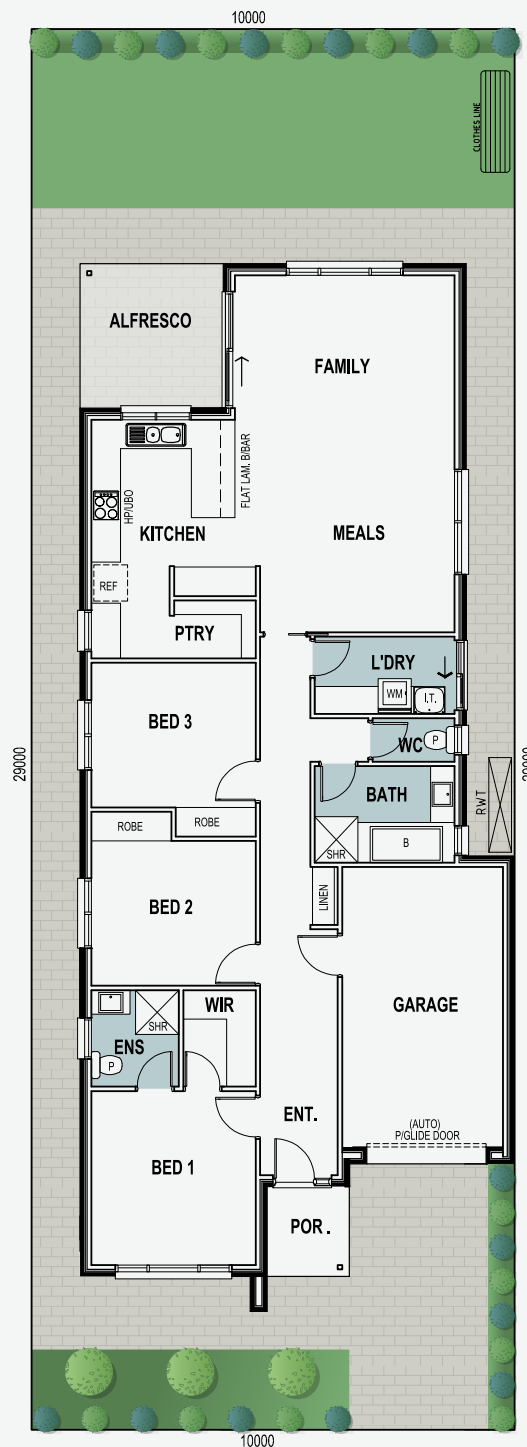 10000
CLOTHES LINE
ALFRESCO
FAMILY
FLAT LAM. B/BAR
HP/UBO
KITCHEN
MEALS
REF
PTRY
L'DRY
WM
I.T.
BED 3
WC
P
29000
29000
BATH
RWT
ROBE
ROBE
SHR
B
LINEN
BED 2
WIR
GARAGE
SHR
ENS
P
ENT.
(AUTO)
P/GLIDE DOOR
BED 1
POR.
10000